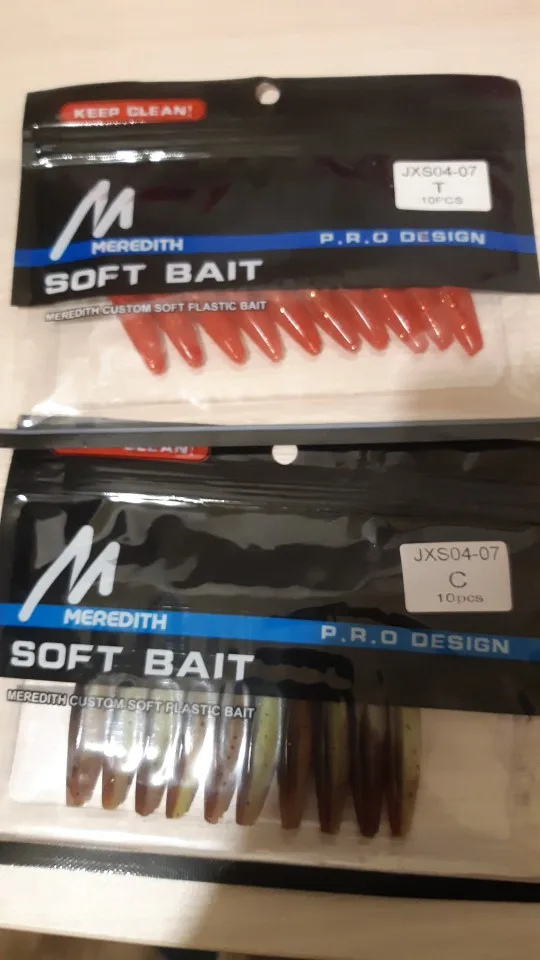 KEEP CLEAN!
JXS04-07
T
10PCS
MEREDITH
P.R.O DESIGN
SOFT BAIT
MEREDITH CUSTOM SOFT PLASTIC BAIT
CLEAN!
JXS04-07
C
10pcs
MEREDITH
P.R.O DESIGN
SOFT BAIT
MEREDITH CUSTOM SOFT PLASTIC BAIT